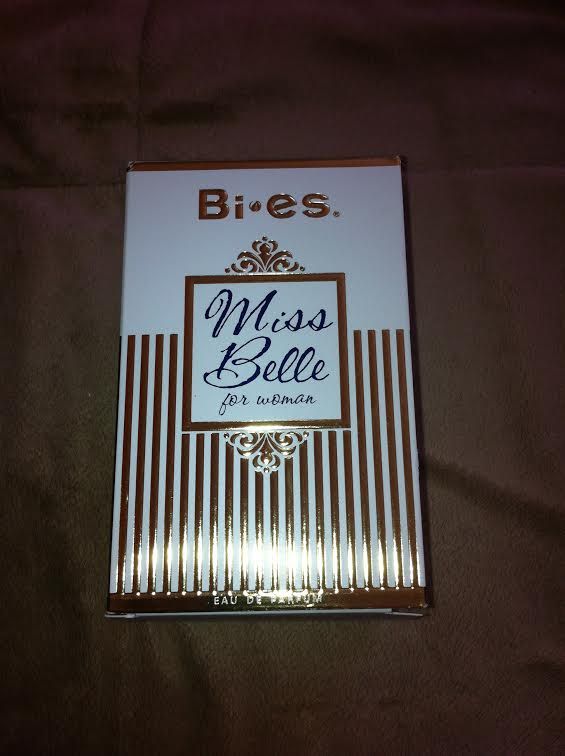 Bi·es®
Miss
Belle
for woman
EAU DE PARFUM